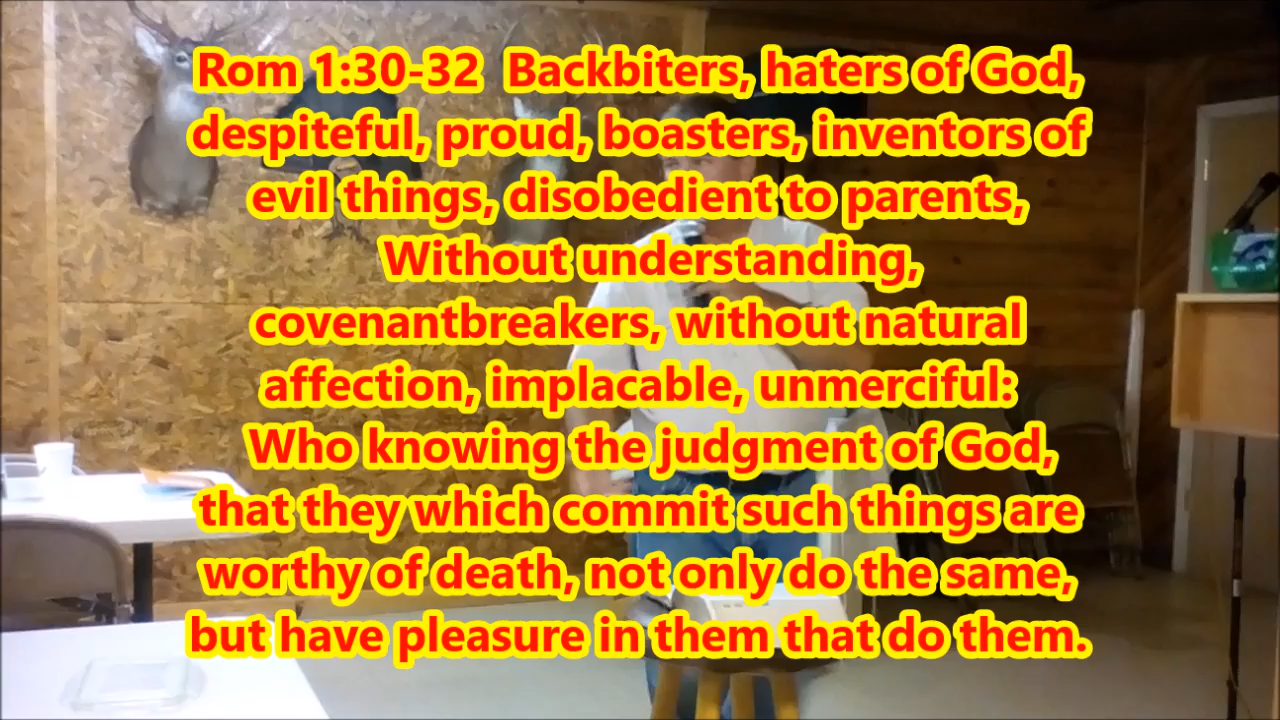 Rom 1:30-32 Backbiters, haters of God,
despiteful, proud, boasters, inventors of
evil things, disobedient to parents,
Without understanding,
covenantbreakers, without natural
affection, implacable, unmerciful:
Who knowing the judgment of God,
that they which commit such things are
worthy of death, not only do the same,
but have pleasure in them that do them.